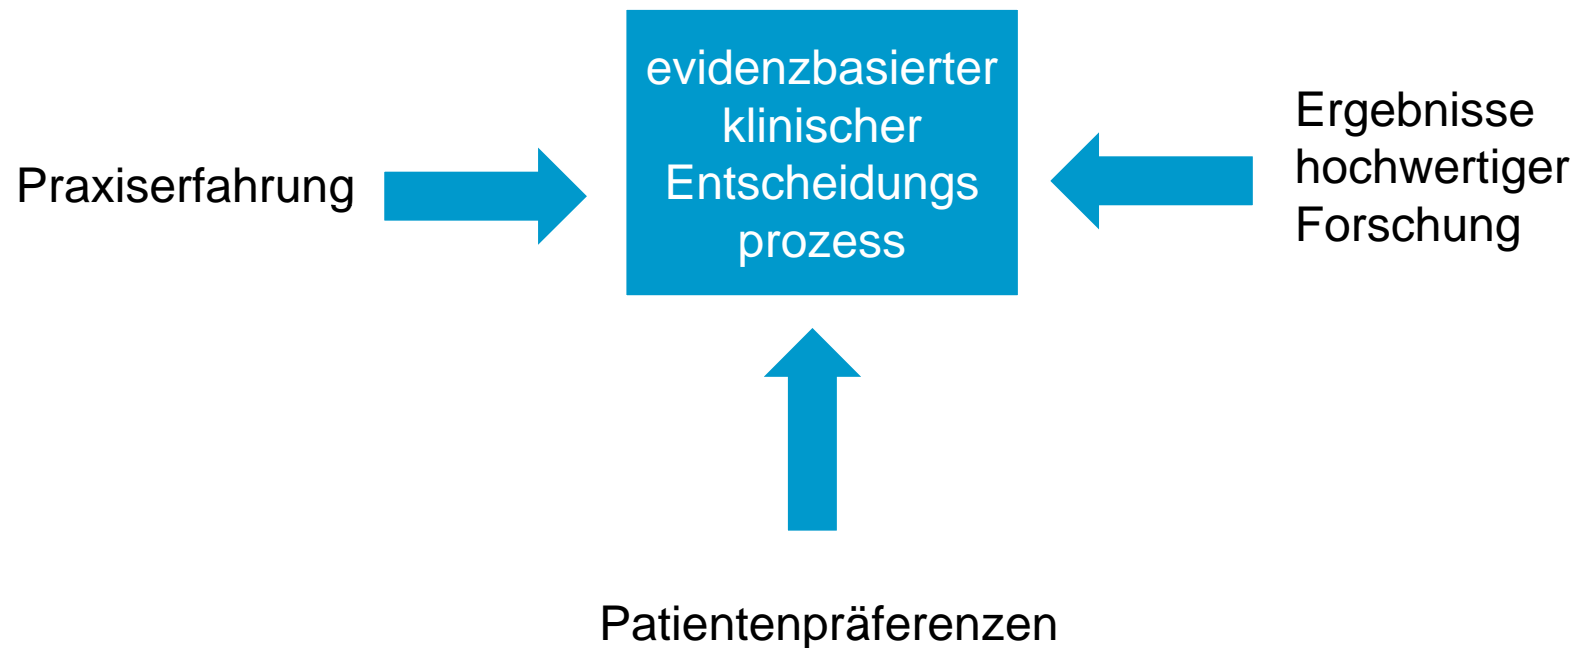 evidenzbasierter
klinischer
Entscheidungs
prozess
Praxiserfahrung
Ergebnisse
hochwertiger
Forschung
Patientenpräferenzen